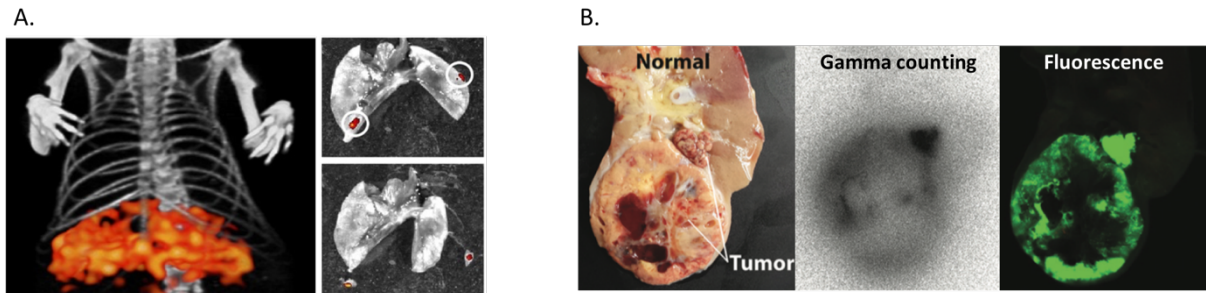 A.
B.
Normal
Gamma counting
Fluorescence
Tumor